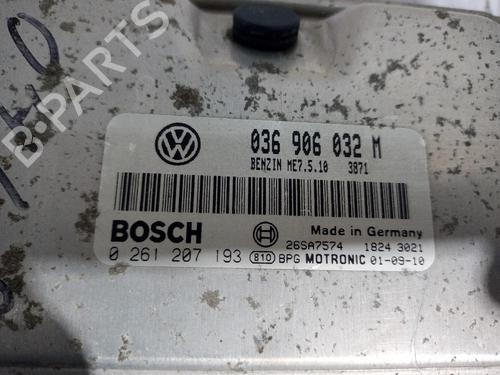 036 906 032 M
BENZIN ME7.5.10 3871
BOSCH
Made in Germany
26SA7574 1824 3021
0 261 207 193 810 BPG MOTRONIC 01-09-10
B-PARTS